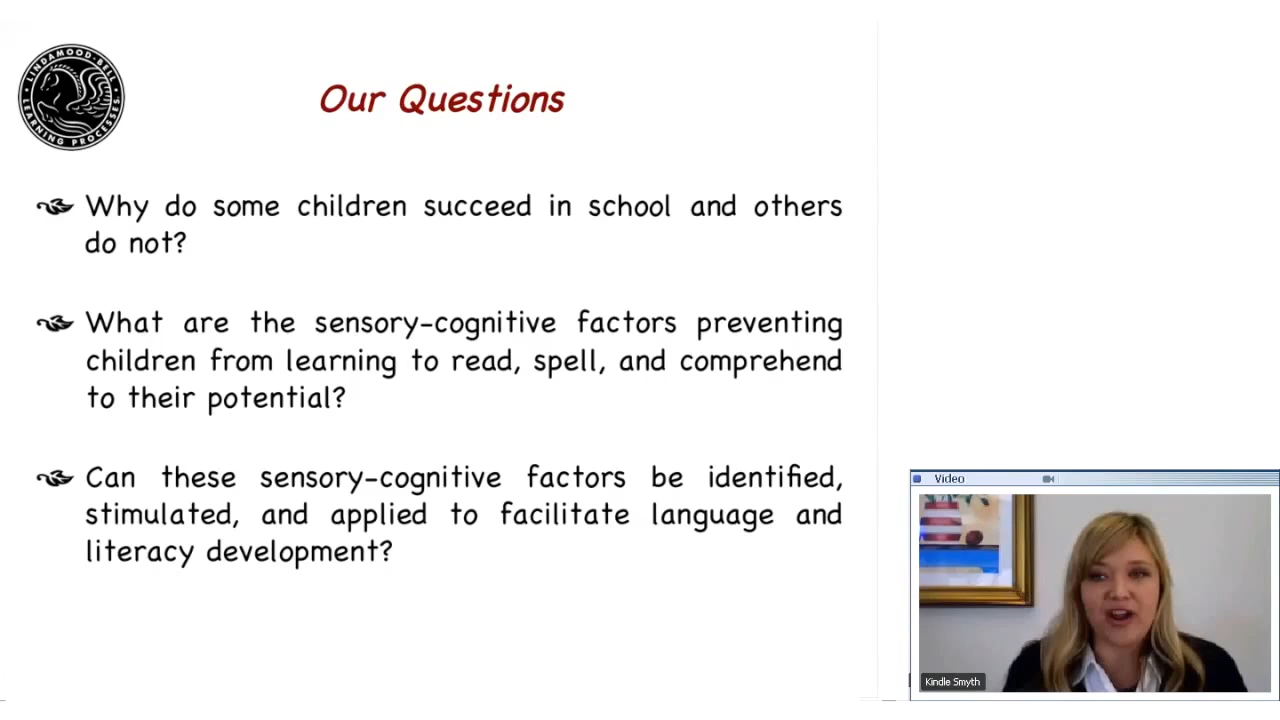 LINDAMOOD-BELL
LEARNING PROCESSES
Our Questions
Why do some children succeed in school and others
do not?
What are the sensory-cognitive factors preventing
children from learning to read, spell, and comprehend
to their potential?
Can these sensory-cognitive factors be identified,
stimulated, and applied to facilitate language and
literacy development?
Video
Kindle Smyth